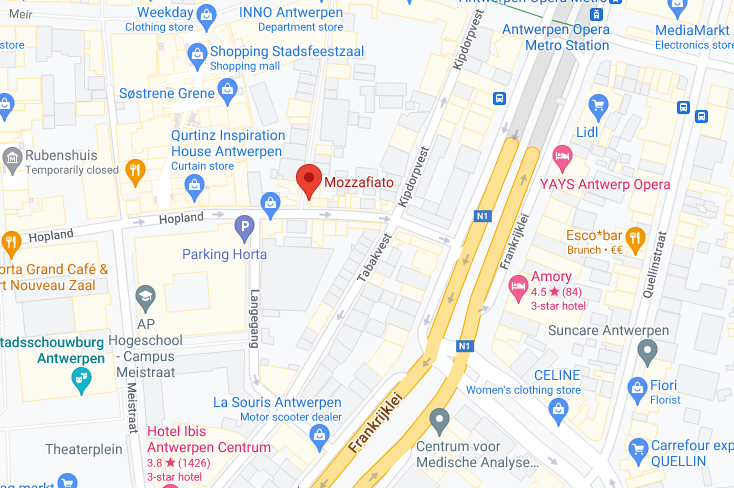 Meir
Weekday
Clothing store
INNO Antwerpen
Department store
Antwerpen Opera Metro
Antwerpen Opera
Metro Station
MediaMarkt
Electronics store
store
Shopping Stadsfeestzaal
Shopping mall
Søstrene Grene
Kipdorpvest
Lidl
Qurtinz Inspiration
House Antwerpen
Curtain store
Rubenshuis
Temporarily closed
Mozzafiato
Kipdorpvest
YAYS Antwerp Opera
Hopland
Hopland
N1
Frankrijklei
Esco*bar
Brunch • €€
Quellinstraat
Parking Horta
Tabakvest
orta Grand Café &
rt Nouveau Zaal
Amory
4.5 ★ (84)
3-star hotel
Langegang
AP
Hogeschool
- Campus
Meistraat
Suncare Antwerpen
N1
tadsschouwburg
Antwerpen
Meistraat
CELINE
Women's clothing store
Fiori
Florist
La Souris Antwerpen
Motor scooter dealer
Frankrijklei
Hotel Ibis
Antwerpen Centrum
3.8 ★ (1426)
3-star hotel
Theaterplein
Centrum voor
Medische Analyse...
Carrefour exp
QUELLIN
markt